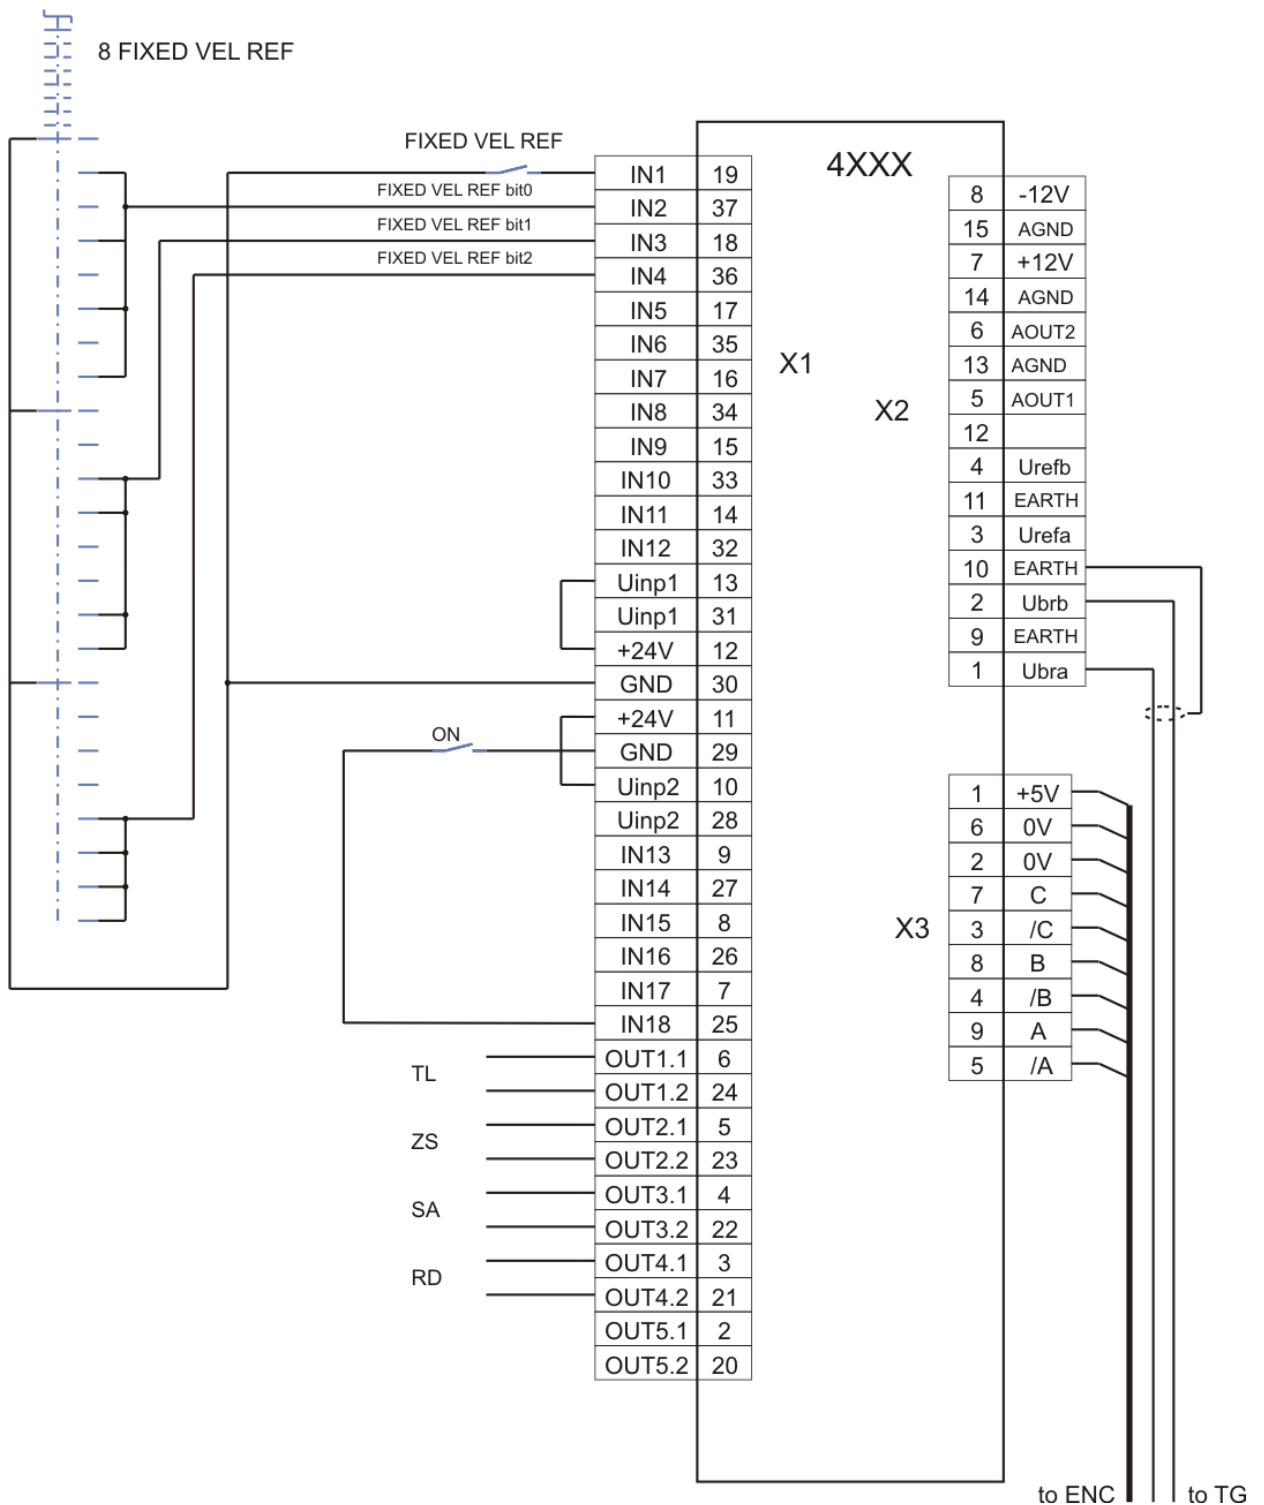 8 FIXED VEL REF
FIXED VEL REF
FIXED VEL REF bit0
FIXED VEL REF bit1
FIXED VEL REF bit2
ON
TL
ZS
SA
RD
IN1 19
IN2 37
IN3 18
IN4 36
IN5 17
IN6 35
IN7 16
IN8 34
IN9 15
IN10 33
IN11 14
IN12 32
Uinp1 13
Uinp1 31
+24V 12
GND 30
+24V 11
GND 29
Uinp2 10
Uinp2 28
IN13 9
IN14 27
IN15 8
IN16 26
IN17 7
IN18 25
OUT1.1 6
OUT1.2 24
OUT2.1 5
OUT2.2 23
OUT3.1 4
OUT3.2 22
OUT4.1 3
OUT4.2 21
OUT5.1 2
OUT5.2 20
4XXX
X1
X2
8 -12V
15 AGND
7 +12V
14 AGND
6 AOUT2
13 AGND
5 AOUT1
12
4 Urefb
11 EARTH
3 Urefa
10 EARTH
2 Ubrb
9 EARTH
1 Ubra
X3
1 +5V
6 0V
2 0V
7 C
3 /C
8 B
4 /B
9 A
5 /A
to ENC
to TG